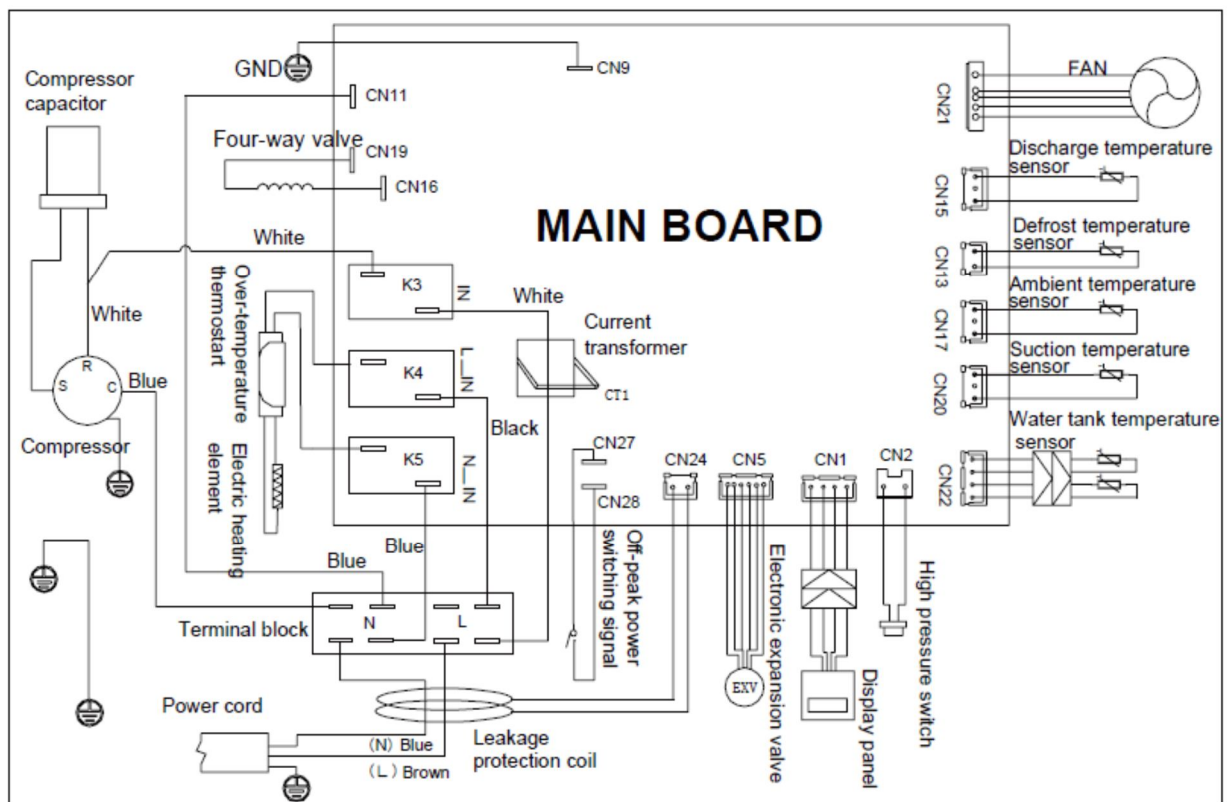 GND
CN9
CN11
Compressor
capacitor
Four-way valve
CN19
CN16
MAIN BOARD
FAN
CN21
Discharge temperature
sensor
CN15
Defrost temperature
sensor
CN13
Ambient temperature
sensor
CN17
Suction temperature
sensor
CN20
Water tank temperature
sensor
CN22
White
K3
IN
White
Current
transformer
CT1
Over-temperature
thermostart
K4
L_IN
Black
K5
N_IN
Electric heating
element
White
R
S
C
Blue
Compressor
CN27
CN28
CN24
CN5
CN1
CN2
Off-peak power
switching signal
Electronic expansion valve
EXV
Display panel
High pressure switch
Blue
Blue
Terminal block
N
L
Power cord
(N) Blue
(L) Brown
Leakage
protection coil